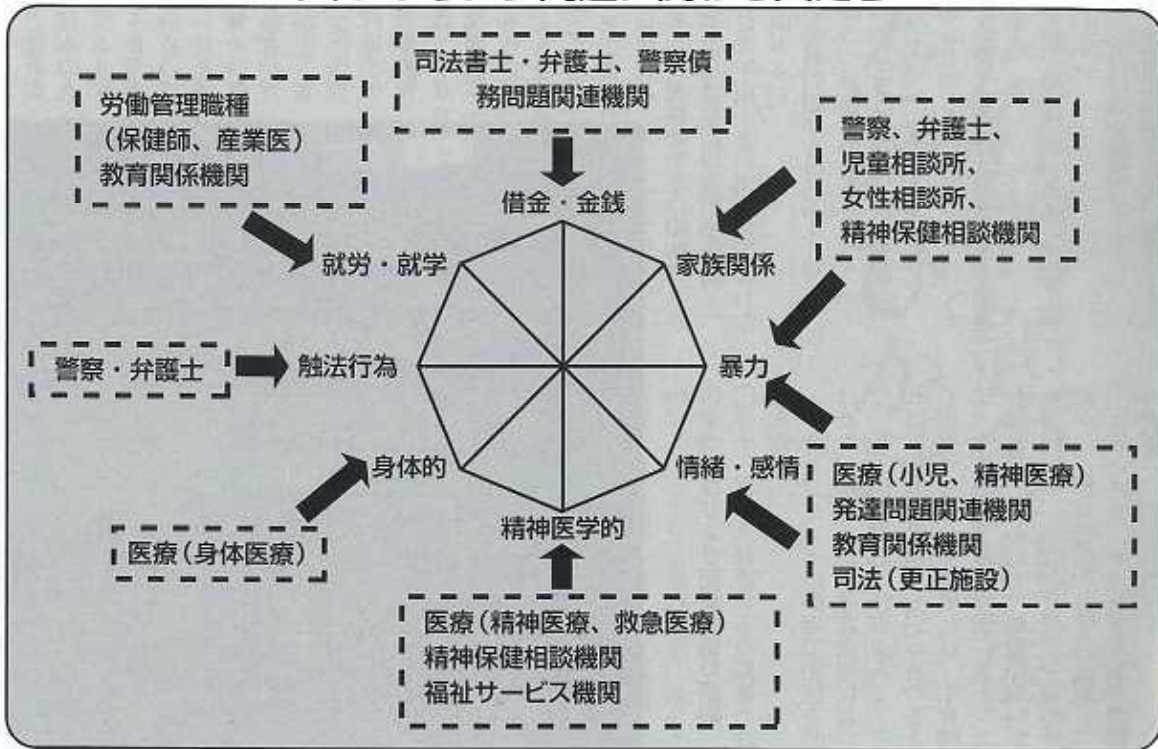 司法書士・弁護士、警察債
務問題関連機関
労働管理職種
(保健師、産業医)
教育関係機関
警察、弁護士、
児童相談所、
女性相談所、
精神保健相談機関
借金・金銭
就労・就学
家族関係
警察・弁護士
触法行為
暴力
身体的
情緒・感情
精神医学的
医療(身体医療)
医療(小児、精神医療)
発達問題関連機関
教育関係機関
司法(更正施設)
医療(精神医療、救急医療)
精神保健相談機関
福祉サービス機関